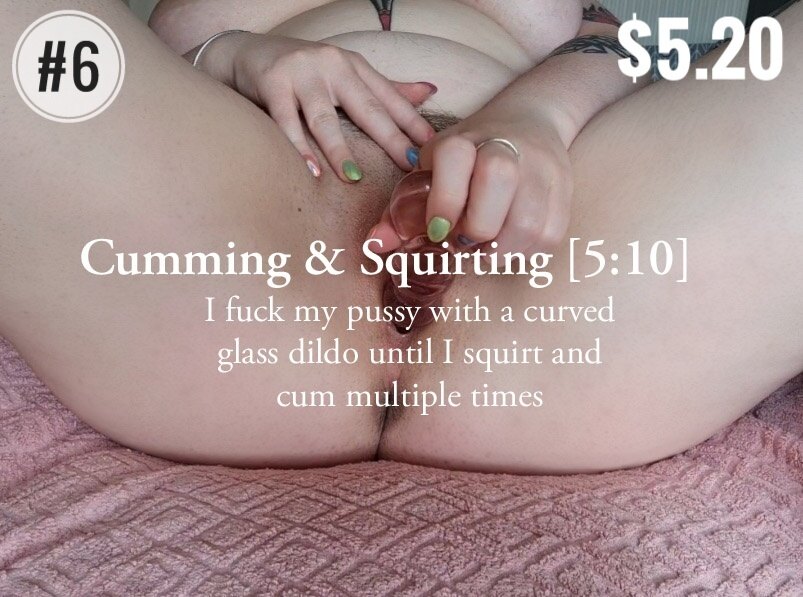 #6
$5.20
Cumming & Squirting [5:10]
I fuck my pussy with a curved
glass dildo until I squirt and
cum multiple times